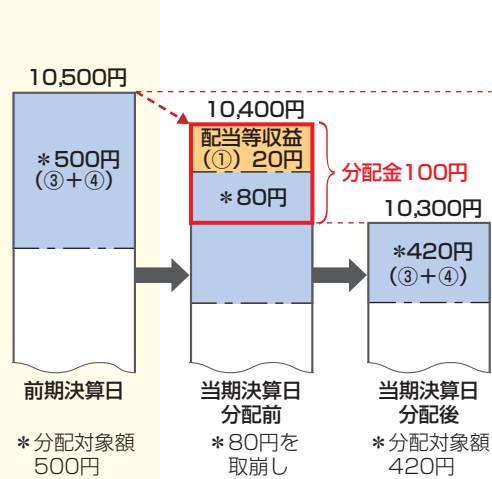 10,500円
＊500円
（③＋④）
前期決算日
＊分配対象額
500円
10,400円
配当等収益
（①）20円
＊80円
分配金100円
当期決算日
分配前
＊80円を
取崩し
10,300円
＊420円
（③＋④）
当期決算日
分配後
＊分配対象額
420円